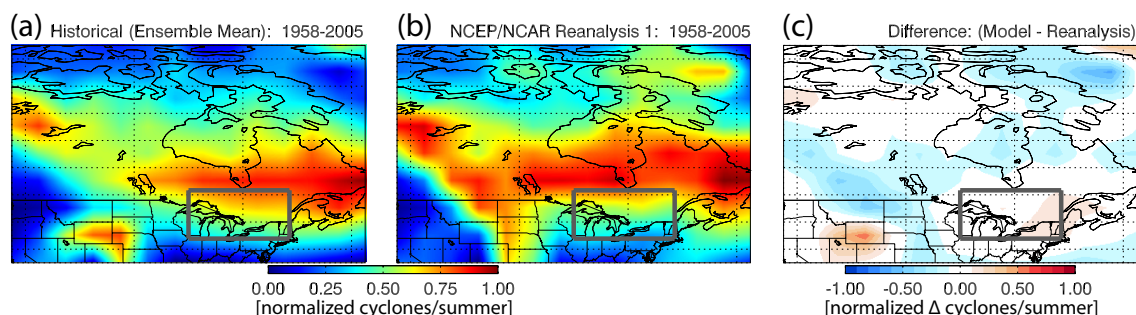 (a) Historical (Ensemble Mean): 1958-2005
(b) NCEP/NCAR Reanalysis 1: 1958-2005
(c) Difference: (Model - Reanalysis)
0.00 0.25 0.50 0.75 1.00
[normalized cyclones/summer]
-1.00 -0.50 0.00 0.50 1.00
[normalized Δ cyclones/summer]